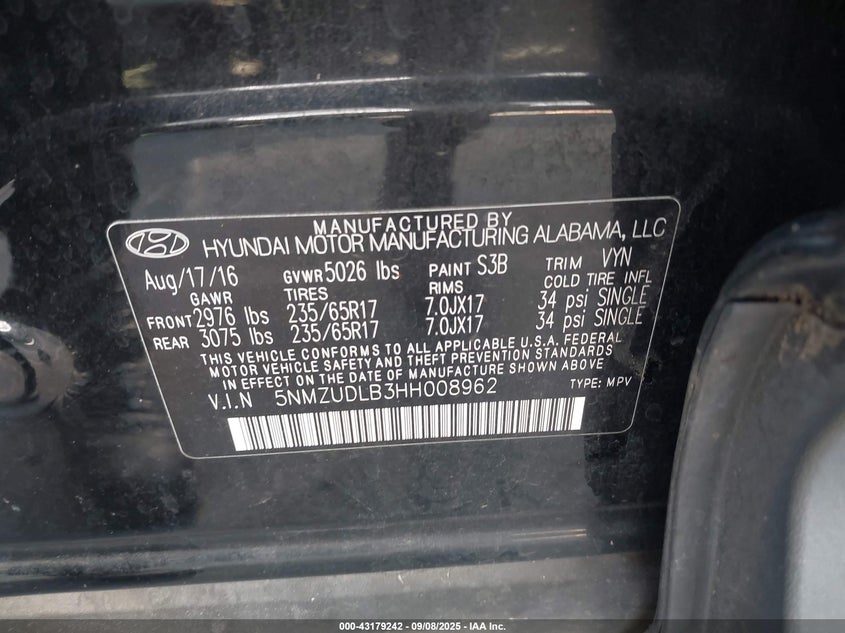 MANUFACTURED BY
HYUNDAI MOTOR MANUFACTURING ALABAMA, LLC
Aug/17/16 GVWR 5026 lbs PAINT S3B TRIM VYN
GAWR TIRES RIMS COLD TIRE INFL
FRONT 2976 lbs 235/65R17 7.0JX17 34 psi SINGLE
REAR 3075 lbs 235/65R17 7.0JX17 34 psi SINGLE
THIS VEHICLE CONFORMS TO ALL APPLICABLE U.S.A. FEDERAL
MOTOR VEHICLE SAFETY AND THEFT PREVENTION STANDARDS
IN EFFECT ON THE DATE OF MANUFACTURE SHOWN ABOVE
V.I.N 5NMZUDLB3HH008962 TYPE: MPV
000-43179242 - 09/08/2025 - IAA Inc.